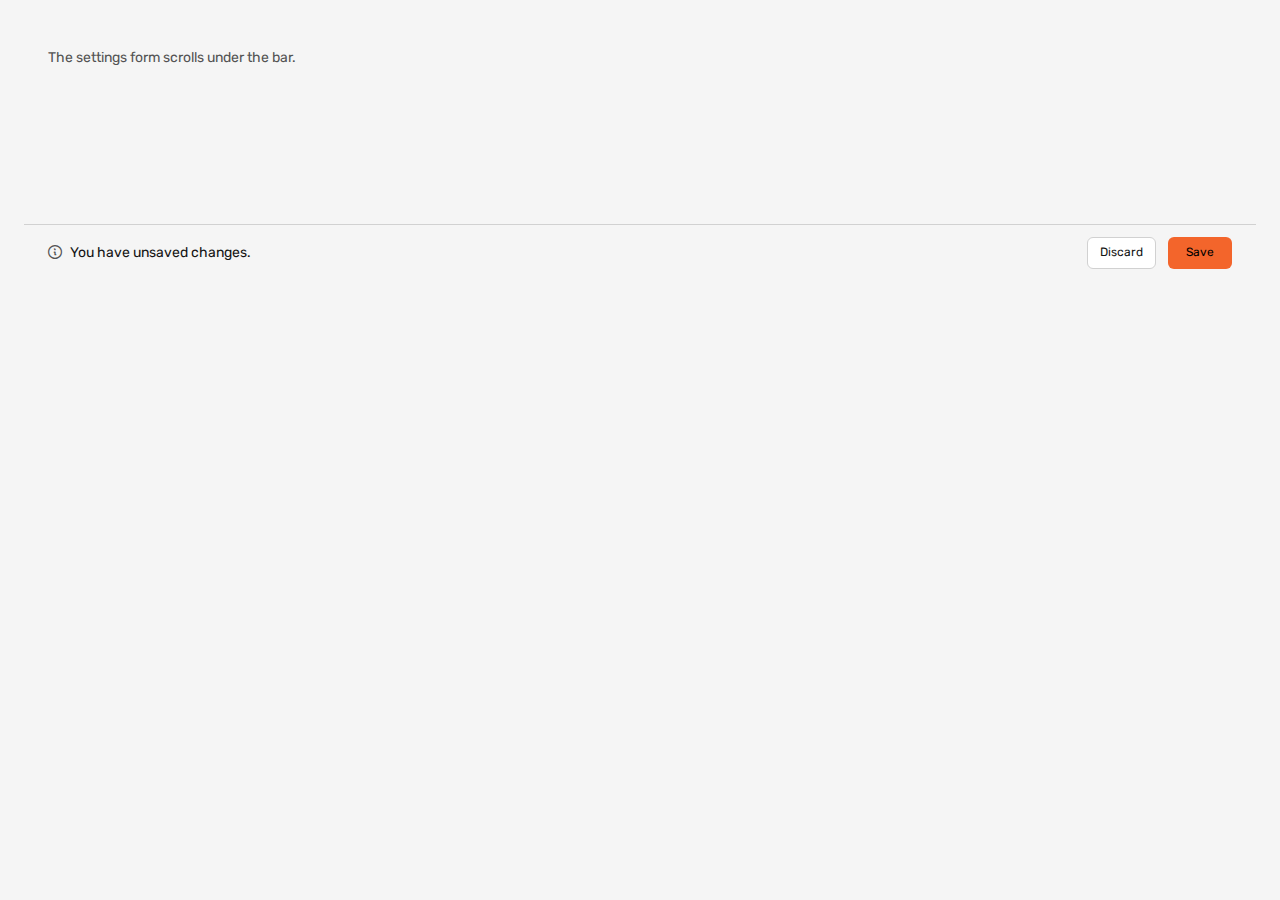 The settings form scrolls under the bar.
You have unsaved changes.
Discard
Save